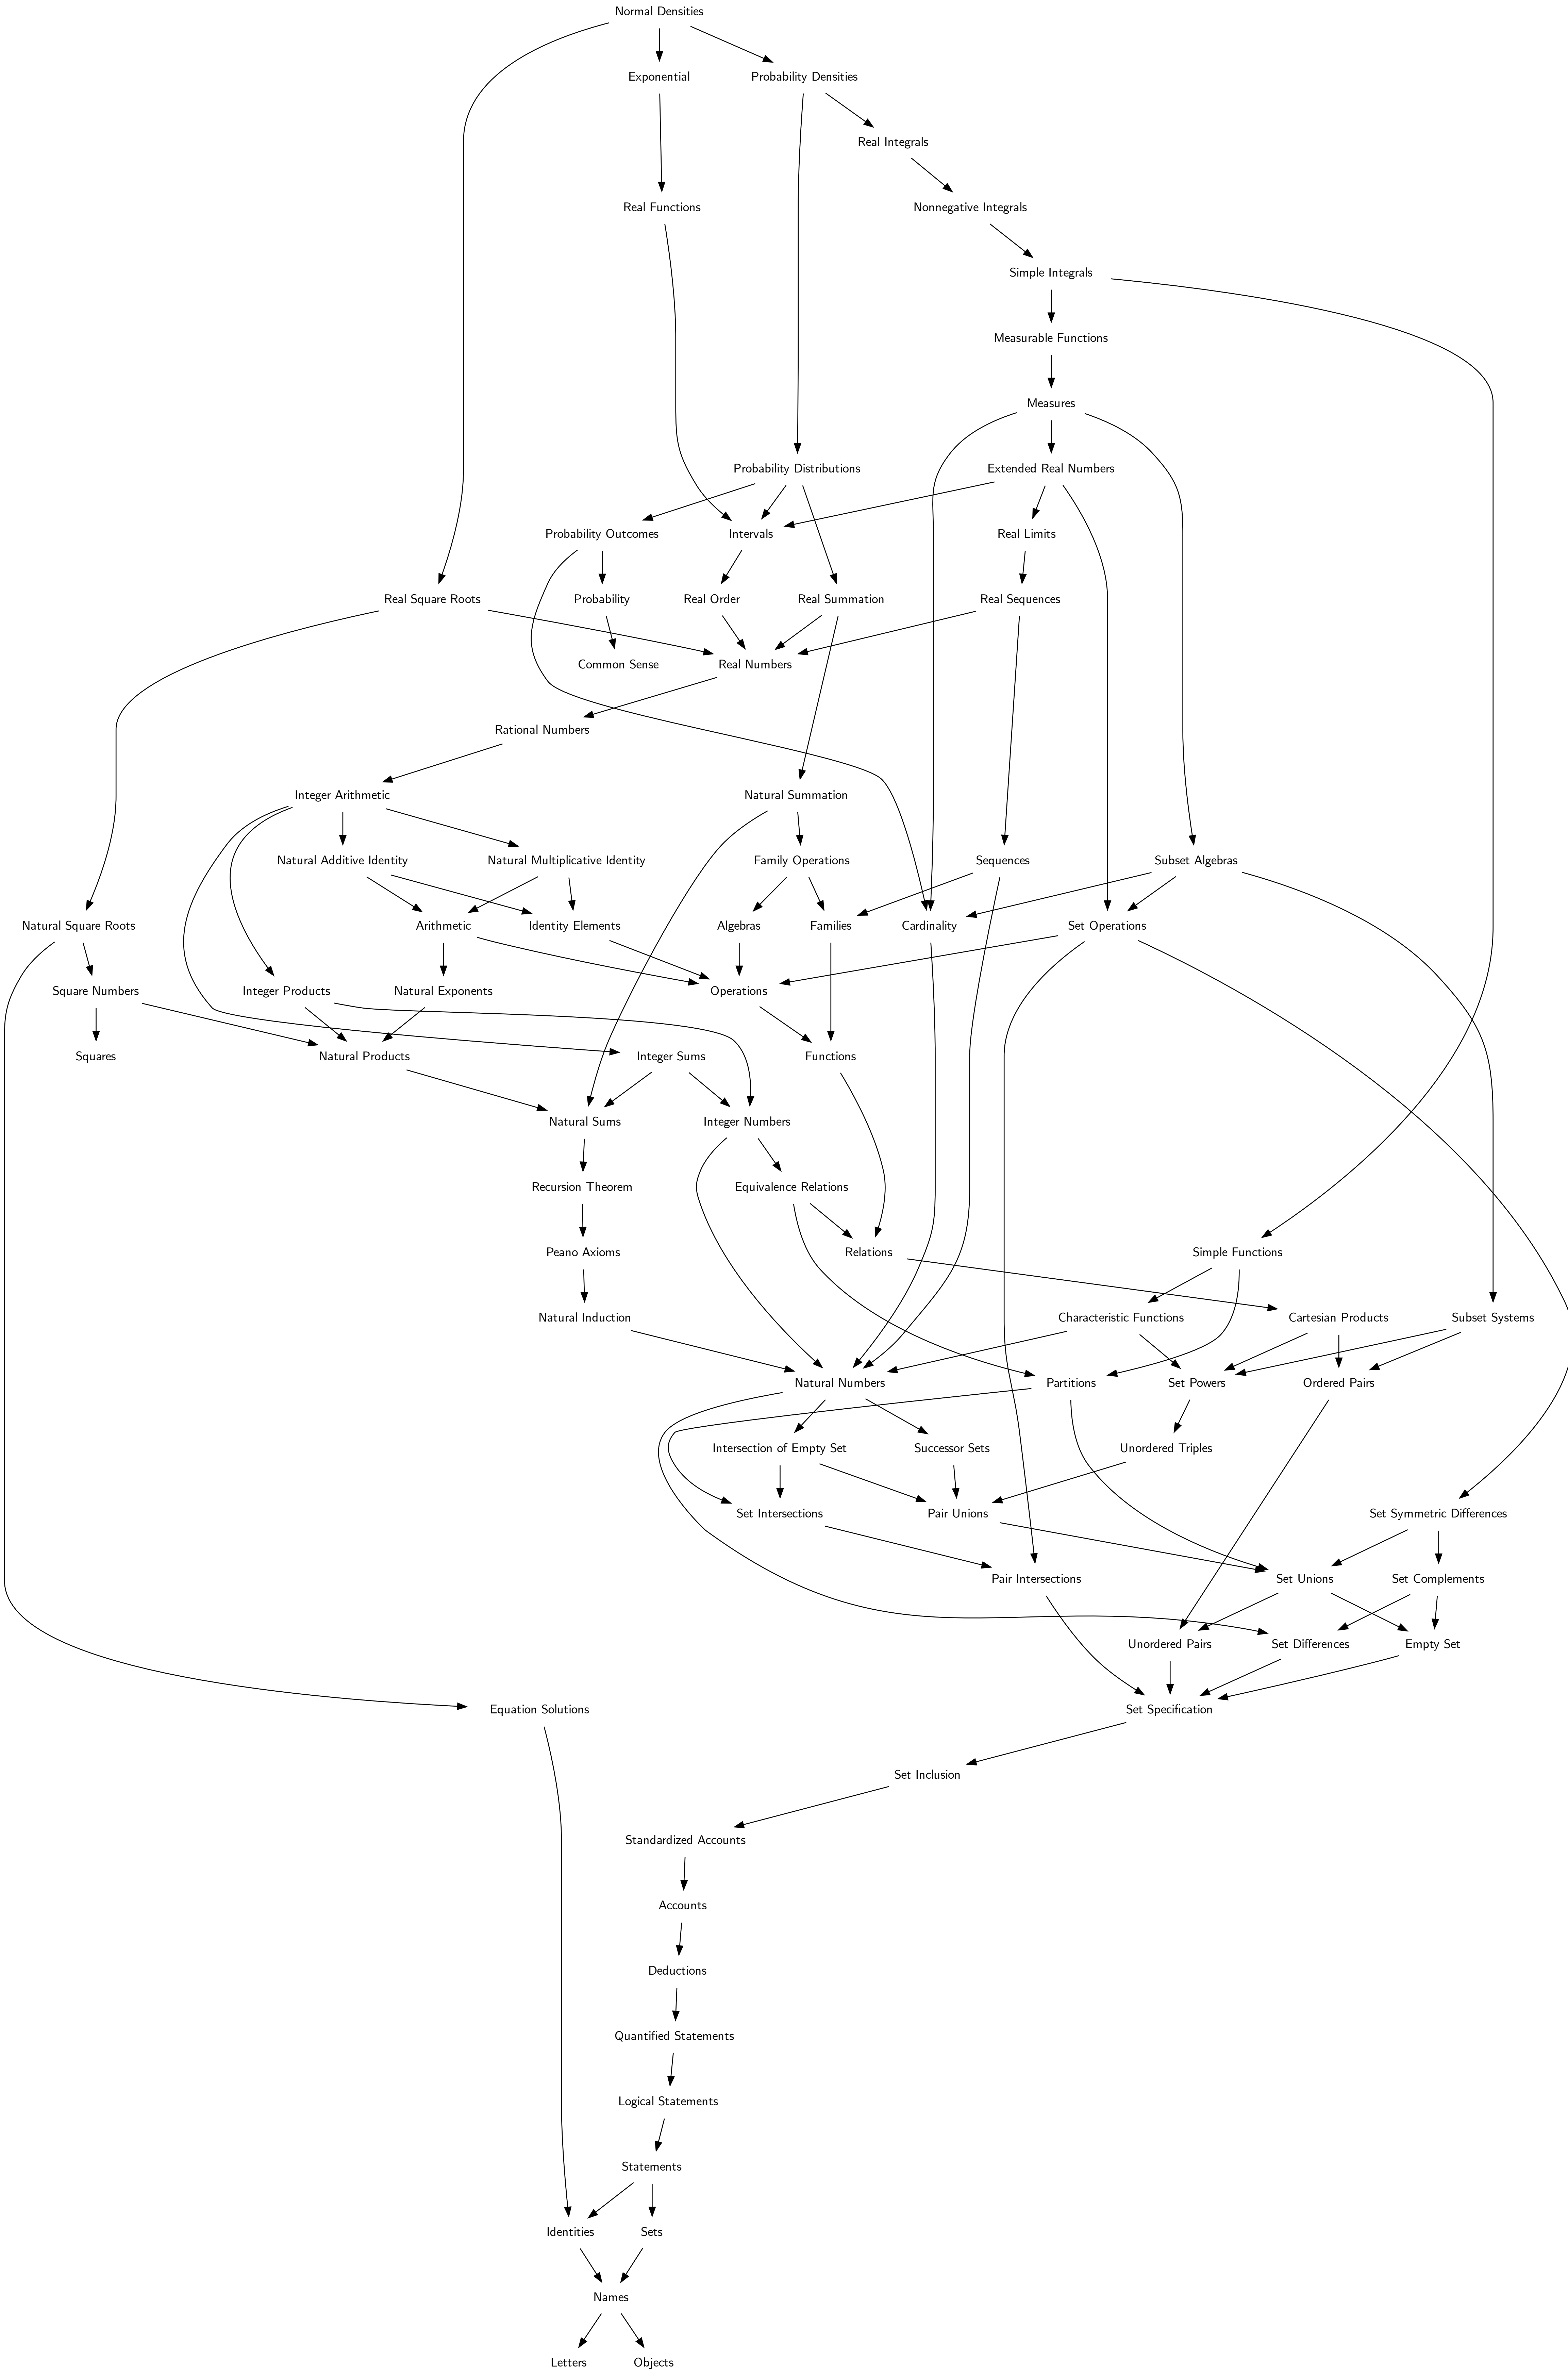 Normal Densities
Exponential
Probability Densities
Real Integrals
Real Functions
Nonnegative Integrals
Simple Integrals
Measurable Functions
Measures
Probability Distributions
Extended Real Numbers
Probability Outcomes
Intervals
Real Limits
Real Square Roots
Probability
Real Order
Real Summation
Real Sequences
Common Sense
Real Numbers
Rational Numbers
Integer Arithmetic
Natural Summation
Natural Additive Identity
Natural Multiplicative Identity
Family Operations
Sequences
Subset Algebras
Natural Square Roots
Arithmetic
Identity Elements
Algebras
Families
Cardinality
Set Operations
Square Numbers
Integer Products
Natural Exponents
Operations
Squares
Natural Products
Integer Sums
Functions
Natural Sums
Integer Numbers
Recursion Theorem
Equivalence Relations
Peano Axioms
Relations
Simple Functions
Natural Induction
Characteristic Functions
Cartesian Products
Subset Systems
Natural Numbers
Partitions
Set Powers
Ordered Pairs
Intersection of Empty Set
Successor Sets
Unordered Triples
Set Intersections
Pair Unions
Set Symmetric Differences
Pair Intersections
Set Unions
Set Complements
Unordered Pairs
Set Differences
Empty Set
Equation Solutions
Set Specification
Set Inclusion
Standardized Accounts
Accounts
Deductions
Quantified Statements
Logical Statements
Statements
Identities
Sets
Names
Letters
Objects